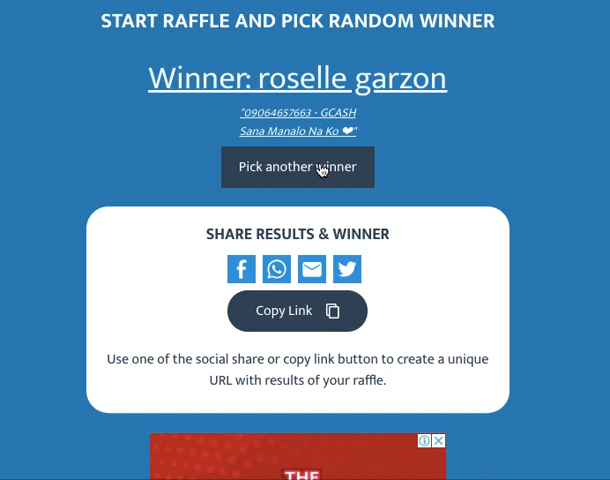 START RAFFLE AND PICK RANDOM WINNER
Winner: roselle garzon
"09064657663 - GCASH
Sana Manalo Na Ko ❤"
Pick another winner
SHARE RESULTS & WINNER
Copy Link
Use one of the social share or copy link button to create a unique
URL with results of your raffle.
THE